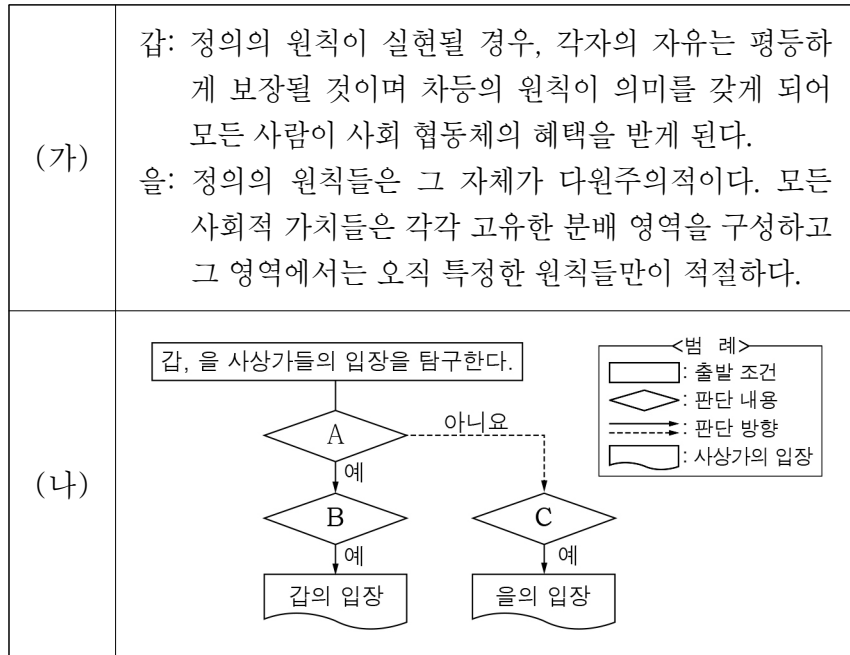 (가)
갑: 정의의 원칙이 실현될 경우, 각자의 자유는 평등하
게 보장될 것이며 차등의 원칙이 의미를 갖게 되어
모든 사람이 사회 협동체의 혜택을 받게 된다.
을: 정의의 원칙들은 그 자체가 다원주의적이다. 모든
사회적 가치들은 각각 고유한 분배 영역을 구성하고
그 영역에서는 오직 특정한 원칙들만이 적절하다.
(나)
갑, 을 사상가들의 입장을 탐구한다.
A
아니요
예
B
C
예
예
갑의 입장
을의 입장
<범 례>
: 출발 조건
: 판단 내용
: 판단 방향
: 사상가의 입장